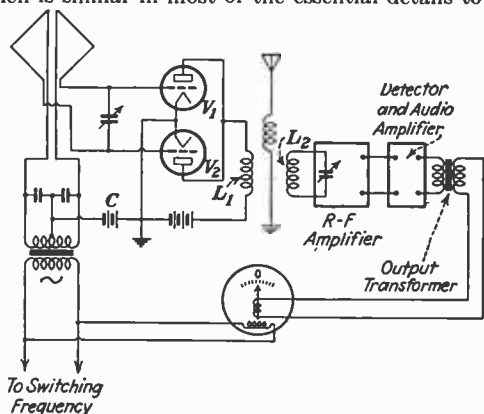 is similar in most of the essential details to
V1
V2
C
L1
L2
R-F
Amplifier
Detector
and Audio
Amplifier
Output
Transformer
0
To Switching
Frequency